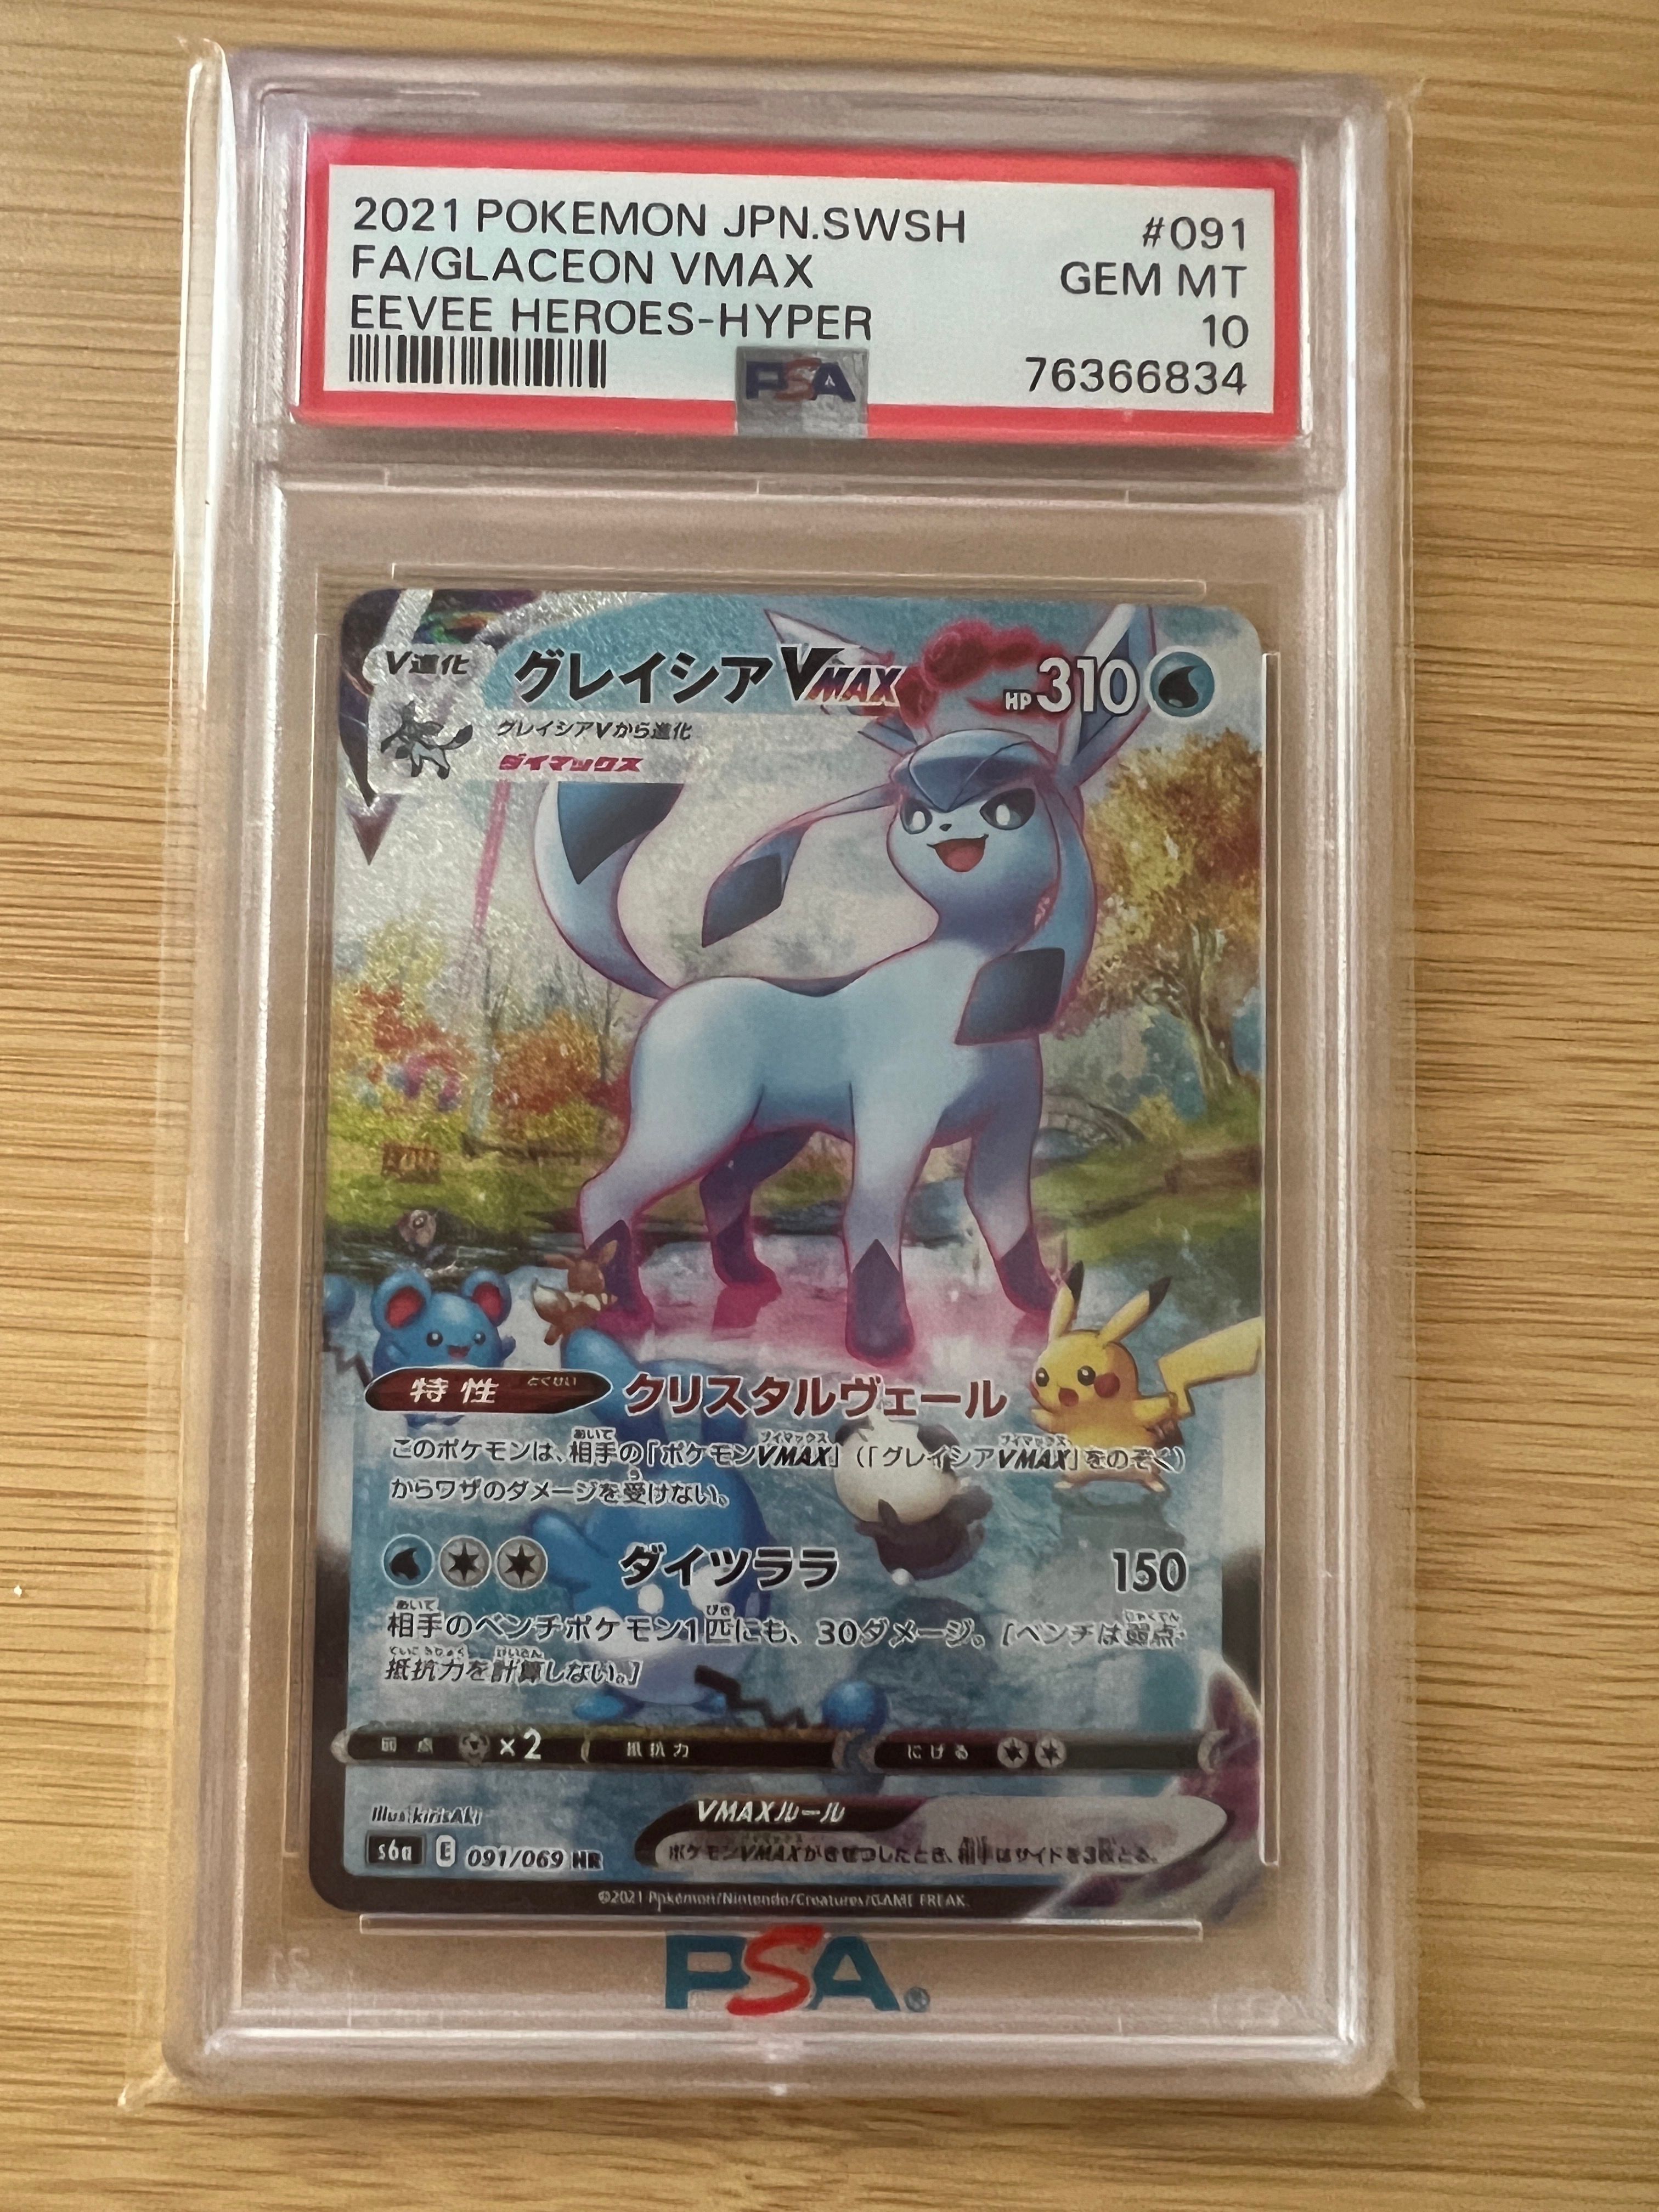 2021 POKEMON JPN.SWSH #091
FA/GLACEON VMAX GEM MT
EEVEE HEROES-HYPER 10
76366834
PSA
V進化
グレイシアVMAX HP310
グレイシアVから進化
ダイマックス
特性 とくせい クリスタルヴェール
このポケモンは、相手の「ポケモンVMAX」(「グレイシアVMAX」をのぞく)
からワザのダメージを受けない。
ダイツララ 150
相手のベンチポケモン1匹にも、30ダメージ。[ベンチは弱点・
抵抗力を計算しない。]
弱点 ×2 抵抗力 にげる
Illus. kirisAki
VMAXルール
s6a E 091/069 HR
ポケモンVMAXがきぜつしたとき、相手はサイドを3枚とる。
©2021 Pokémon/Nintendo/Creatures/GAME FREAK.
PSA®